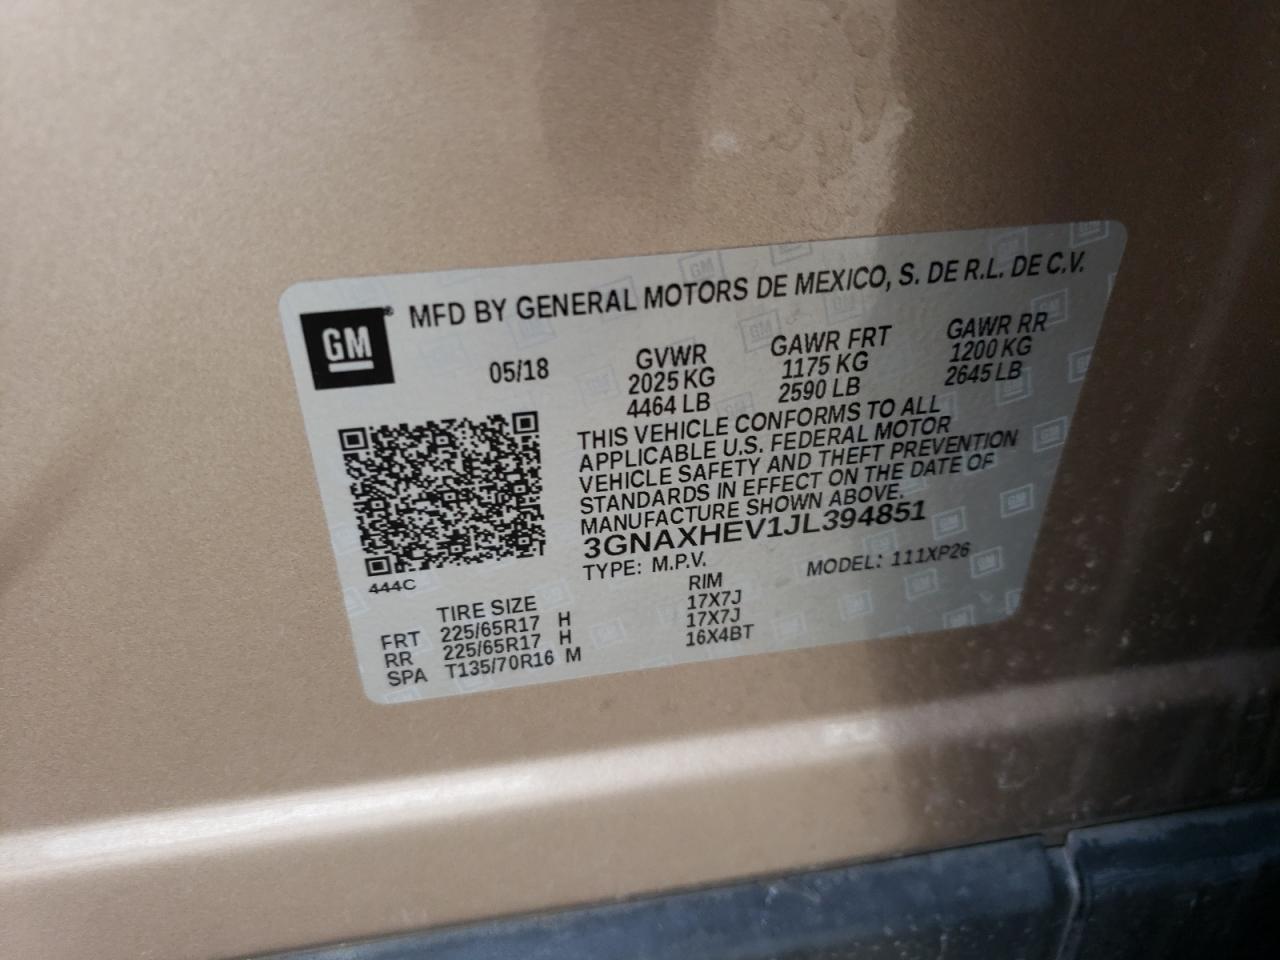 GM ® MFD BY GENERAL MOTORS DE MEXICO, S. DE R.L. DE C.V.
05/18 GVWR GAWR FRT GAWR RR
2025 KG 1175 KG 1200 KG
4464 LB 2590 LB 2645 LB
THIS VEHICLE CONFORMS TO ALL
APPLICABLE U.S. FEDERAL MOTOR
VEHICLE SAFETY AND THEFT PREVENTION
STANDARDS IN EFFECT ON THE DATE OF
MANUFACTURE SHOWN ABOVE.
3GNAXHEV1JL394851
TYPE: M.P.V. MODEL: 111XP26
444C
TIRE SIZE RIM
FRT 225/65R17 H 17X7J
RR 225/65R17 H 17X7J
SPA T135/70R16 M 16X4BT